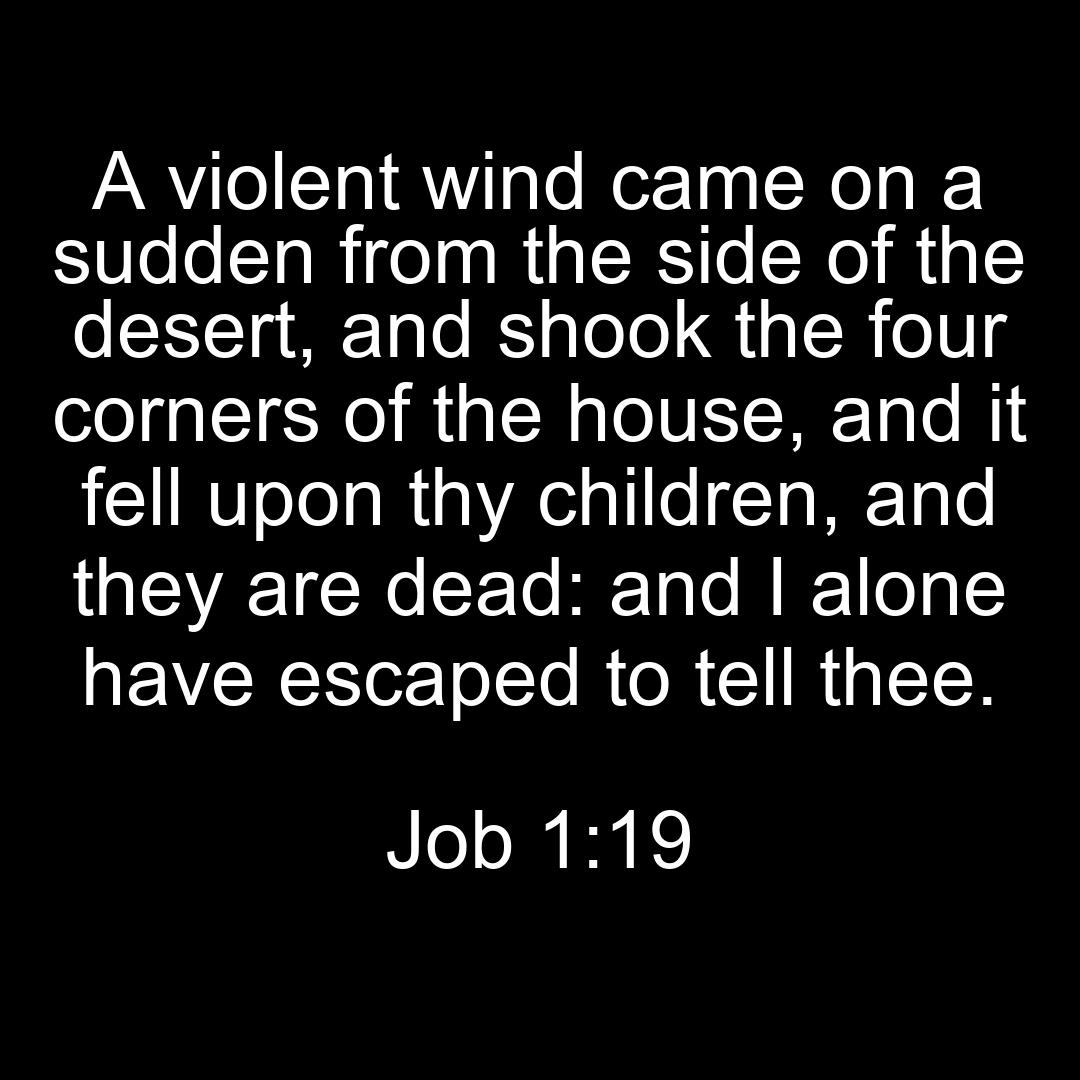 A violent wind came on a
sudden from the side of the
desert, and shook the four
corners of the house, and it
fell upon thy children, and
they are dead: and I alone
have escaped to tell thee.
Job 1:19